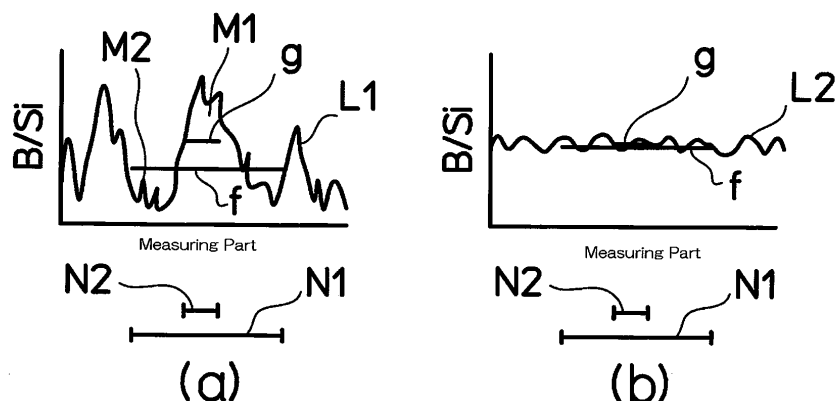 M2 M1 g L1
B/Si
f
Measuring Part
N2 N1
(a)
g L2
B/Si
f
Measuring Part
N2 N1
(b)